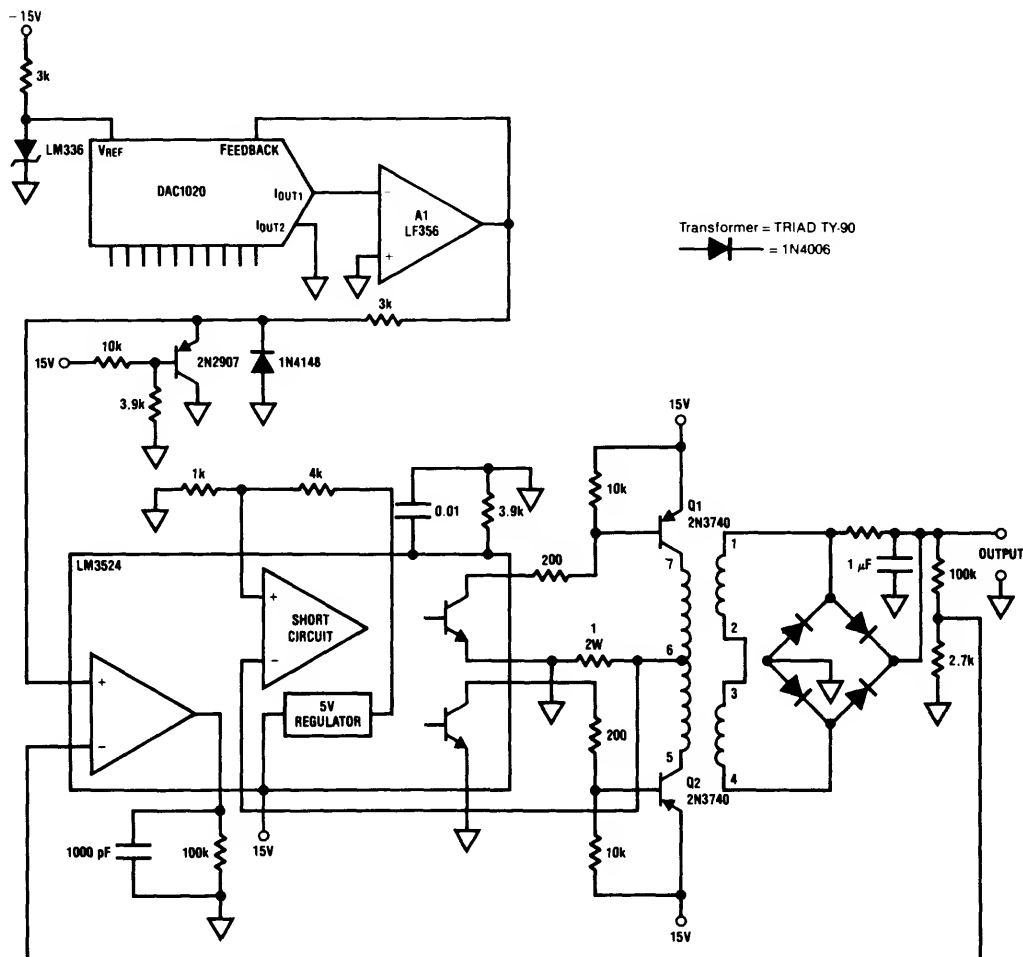 − 15V
3k
LM336
VREF
FEEDBACK
DAC1020
IOUT1
IOUT2
−
+
A1
LF356
Transformer = TRIAD TY-90
= 1N4006
3k
15V
10k
2N2907
1N4148
3.9k
1k
4k
0.01
3.9k
15V
10k
Q1
2N3740
LM3524
+
SHORT
CIRCUIT
−
5V
REGULATOR
200
7
1
2W
6
200
5
Q2
2N3740
10k
15V
1
2
3
4
1 μF
100k
OUTPUT
2.7k
+
−
1000 pF
100k
15V